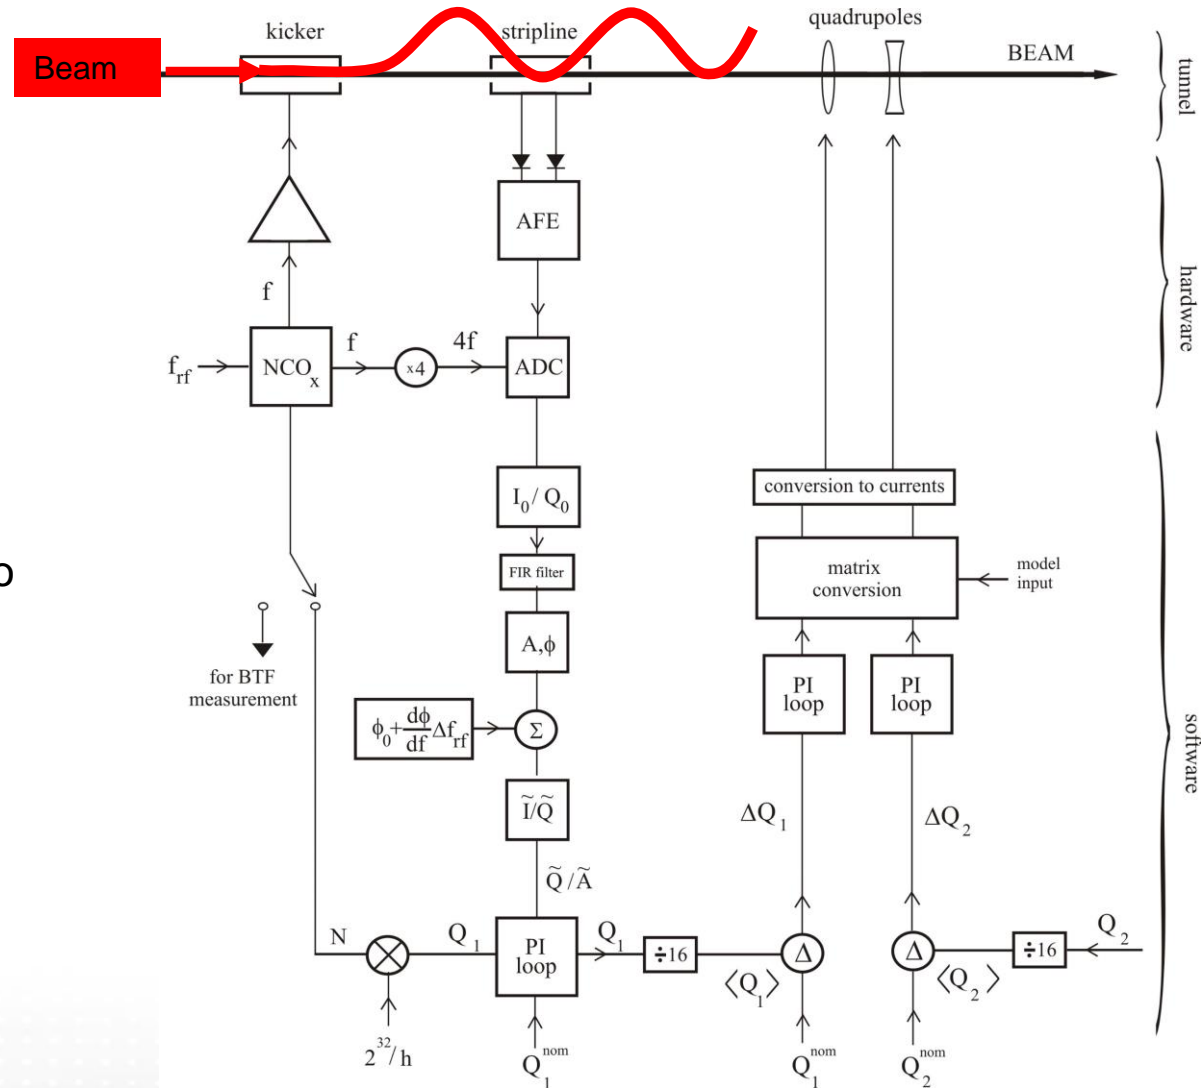 kicker
stripline
quadrupoles
Beam
BEAM
tunnel
AFE
hardware
f
f_rf
NCO_x
f
x4
4f
ADC
I_0 / Q_0
conversion to currents
FIR filter
matrix
conversion
model
input
o
A,ϕ
for BTF
measurement
PI
loop
PI
loop
ϕ_0 + dϕ/df Δf_rf
Σ
software
Ĩ/Q̃
ΔQ_1
ΔQ_2
Q̃/Ã
N
Q_1
PI
loop
Q_1
÷16
⟨Q_1⟩
Δ
Δ
⟨Q_2⟩
÷16
Q_2
2^32/h
Q_1^nom
Q_1^nom
Q_2^nom